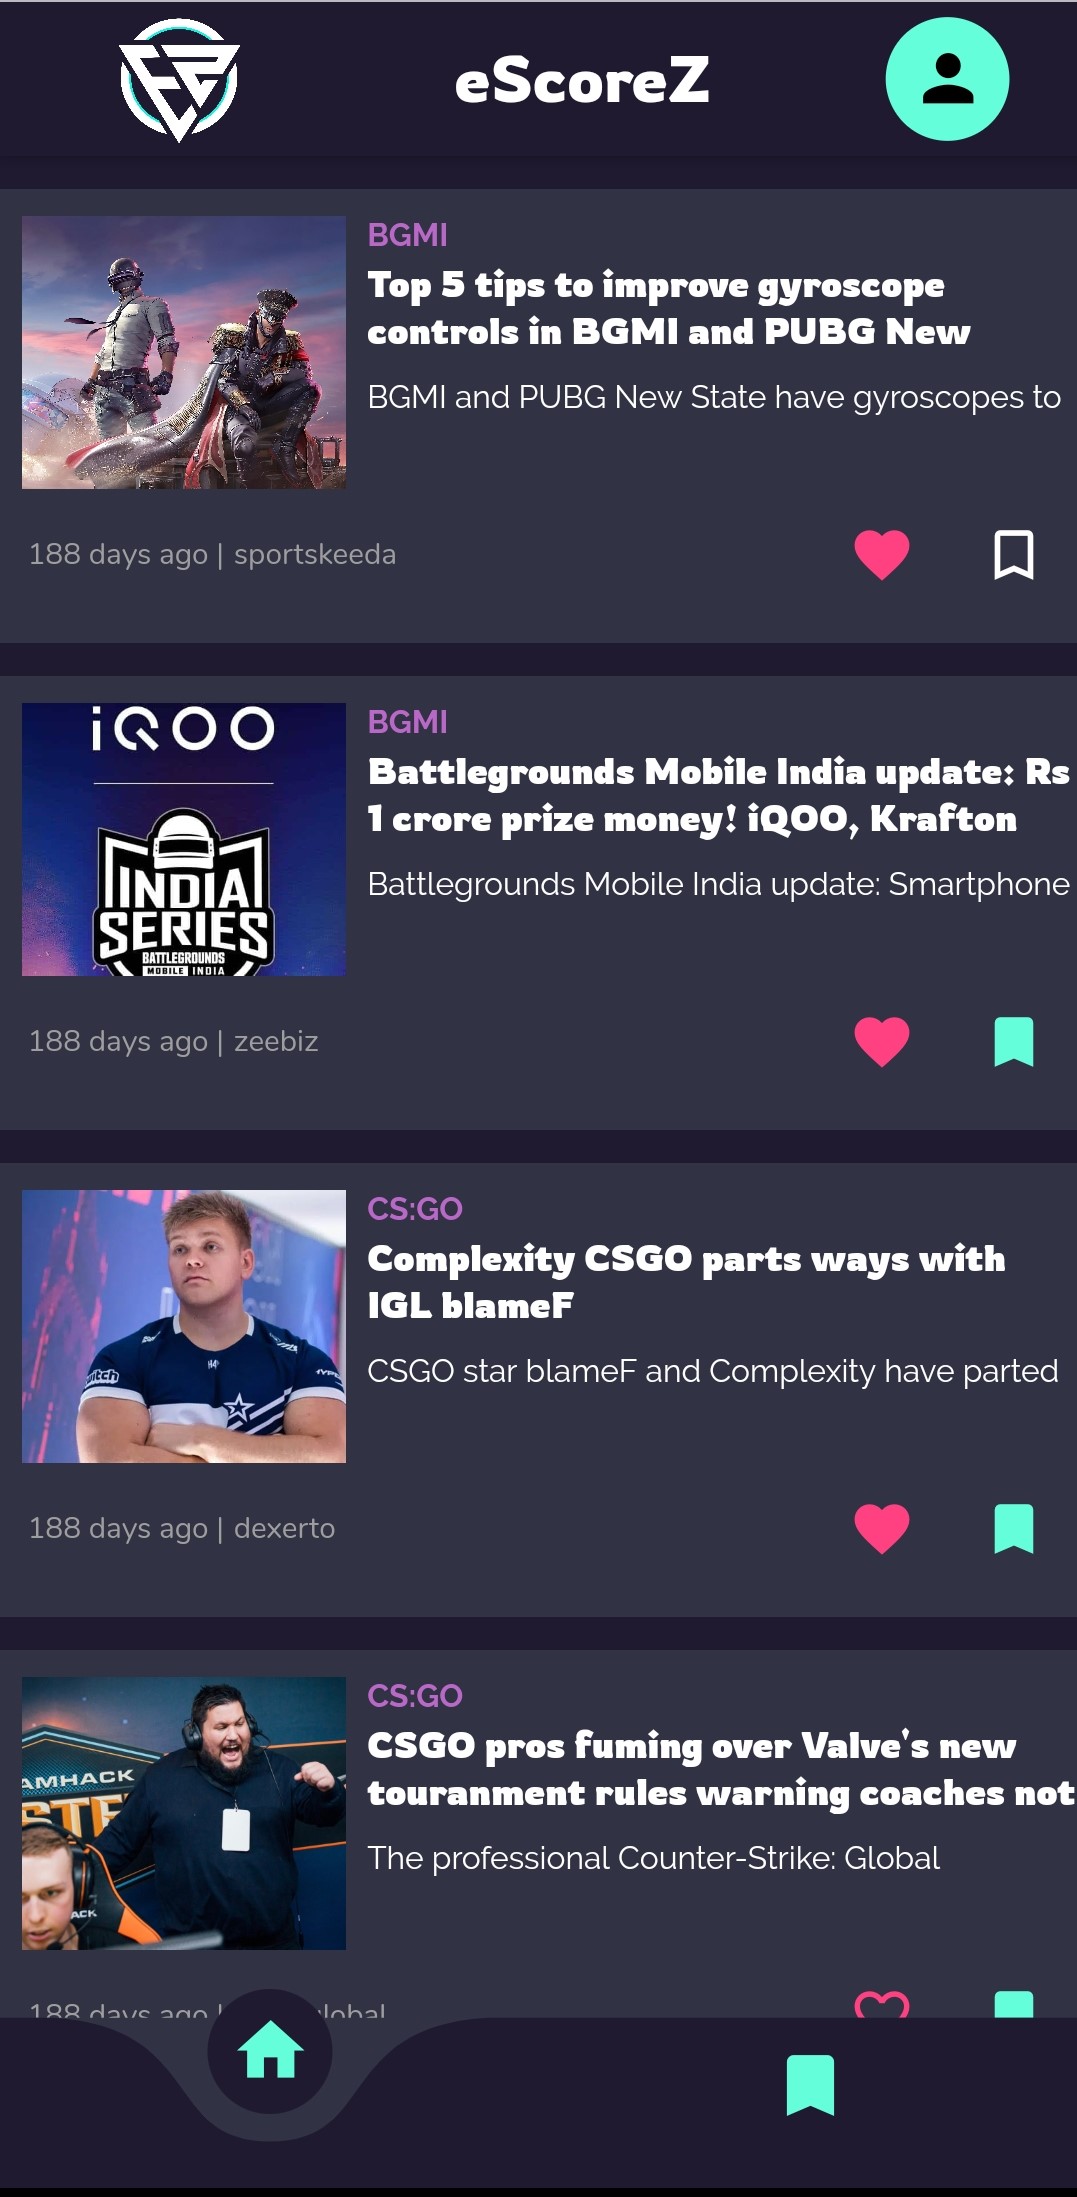 eScoreZ
BGMI
Top 5 tips to improve gyroscope
controls in BGMI and PUBG New
BGMI and PUBG New State have gyroscopes to
188 days ago | sportskeeda
iQOO
INDIA
SERIES
BATTLEGROUNDS
MOBILE INDIA
BGMI
Battlegrounds Mobile India update: Rs
1 crore prize money! iQOO, Krafton
Battlegrounds Mobile India update: Smartphone
188 days ago | zeebiz
CS:GO
Complexity CSGO parts ways with
IGL blameF
CSGO star blameF and Complexity have parted
188 days ago | dexerto
AMHACK
STE
ACK
CS:GO
CSGO pros fuming over Valve's new
touranment rules warning coaches not
The professional Counter-Strike: Global
188 days ago | lobal